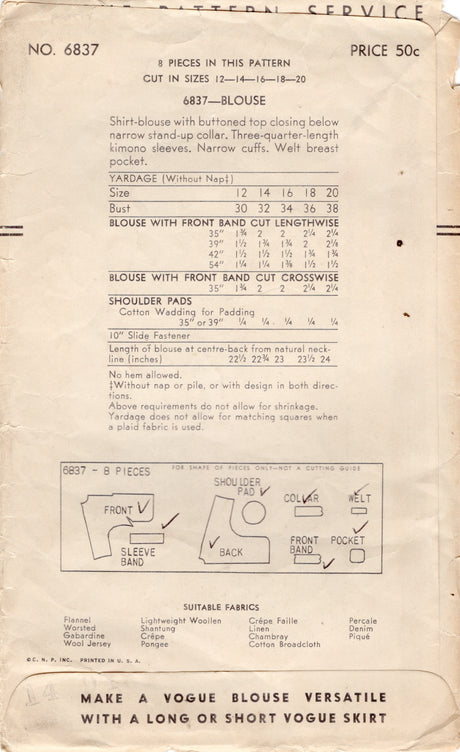 PATTERN SERVICE
NO. 6837
PRICE 50c
8 PIECES IN THIS PATTERN
CUT IN SIZES 12—14—16—18—20
6837—BLOUSE
Shirt-blouse with buttoned top closing below
narrow stand-up collar. Three-quarter-length
kimono sleeves. Narrow cuffs. Welt breast
pocket.
YARDAGE (Without Nap‡)
Size 12 14 16 18 20
Bust 30 32 34 36 38
BLOUSE WITH FRONT BAND CUT LENGTHWISE
35" 1¾ 2 2 2¼ 2¼
39" 1½ 1¾ 1¾ 2 2⅛
42" 1½ 1½ 1½ 1¾ 1¾
54" 1¼ 1¼ 1⅜ 1½ 1½
BLOUSE WITH FRONT BAND CUT CROSSWISE
35" 1¾ 2 2 2¼ 2¼
SHOULDER PADS
Cotton Wadding for Padding
35" or 39" ¼ ¼ ¼ ¼ ¼
10" Slide Fastener
Length of blouse at centre-back from natural neck-
line (inches) 22½ 22¾ 23 23½ 24
No hem allowed.
‡Without nap or pile, or with design in both direc-
tions.
Above requirements do not allow for shrinkage.
Yardage does not allow for matching squares when
a plaid fabric is used.
6837 - 8 PIECES
FOR SHAPE OF PIECES ONLY—NOT A CUTTING GUIDE
FRONT
SLEEVE
BAND
SHOULDER
PAD
BACK
COLLAR
WELT
FRONT
BAND
POCKET
SUITABLE FABRICS
Flannel
Worsted
Gabardine
Wool Jersey
Lightweight Woollen
Shantung
Crêpe
Pongee
Crêpe Faille
Linen
Chambray
Cotton Broadcloth
Percale
Denim
Piqué
©C. N. P. INC. PRINTED IN U. S. A.
MAKE A VOGUE BLOUSE VERSATILE
WITH A LONG OR SHORT VOGUE SKIRT